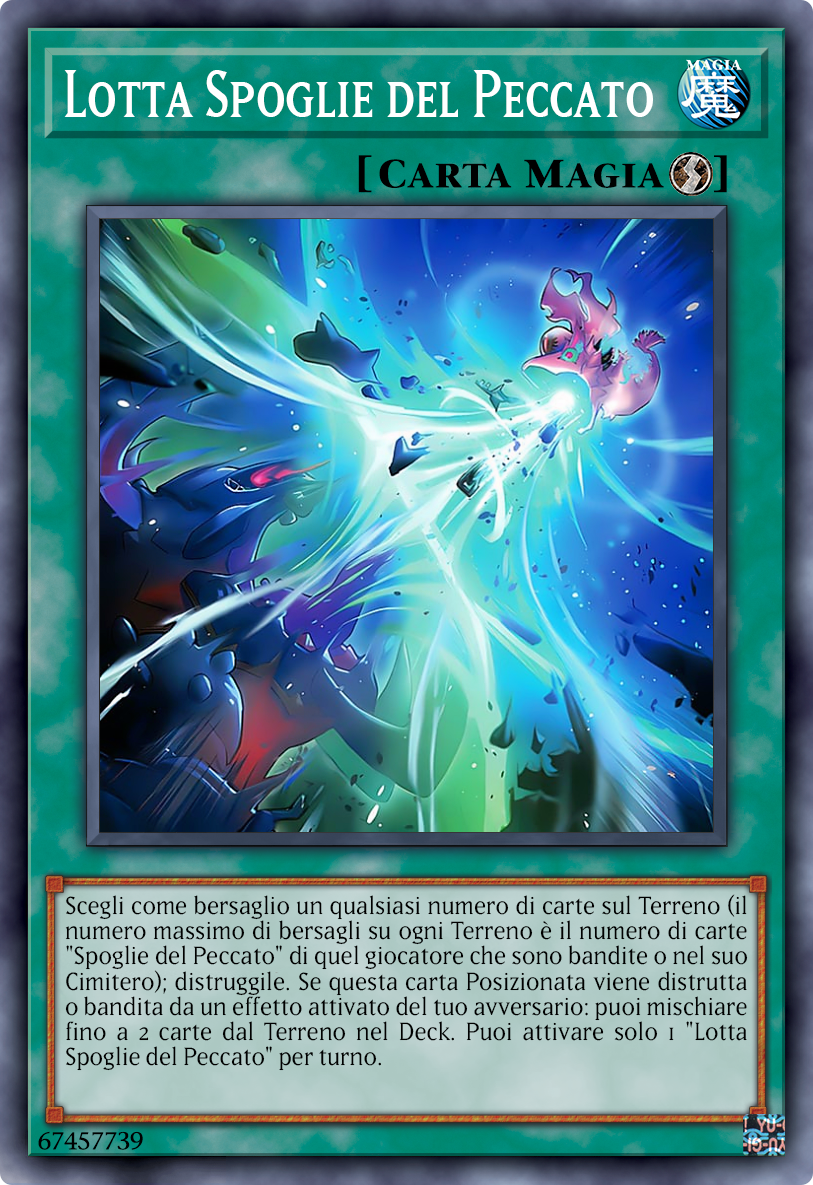 Lotta Spoglie del Peccato
MAGIA
魔
[Carta Magia]
Scegli come bersaglio un qualsiasi numero di carte sul Terreno (il
numero massimo di bersagli su ogni Terreno è il numero di carte
"Spoglie del Peccato" di quel giocatore che sono bandite o nel suo
Cimitero); distruggile. Se questa carta Posizionata viene distrutta
o bandita da un effetto attivato del tuo avversario: puoi mischiare
fino a 2 carte dal Terreno nel Deck. Puoi attivare solo 1 "Lotta
Spoglie del Peccato" per turno.
67457739